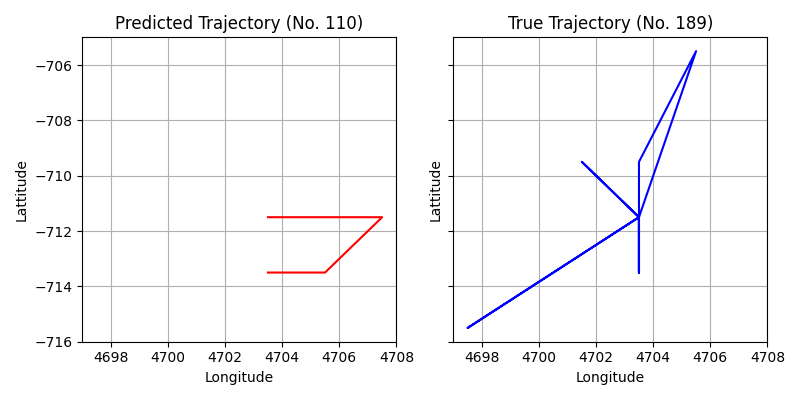 Predicted Trajectory (No. 110)
True Trajectory (No. 189)
Lattitude
−706
−708
−710
−712
−714
−716
4698 4700 4702 4704 4706 4708
Longitude
Lattitude
4698 4700 4702 4704 4706 4708
Longitude